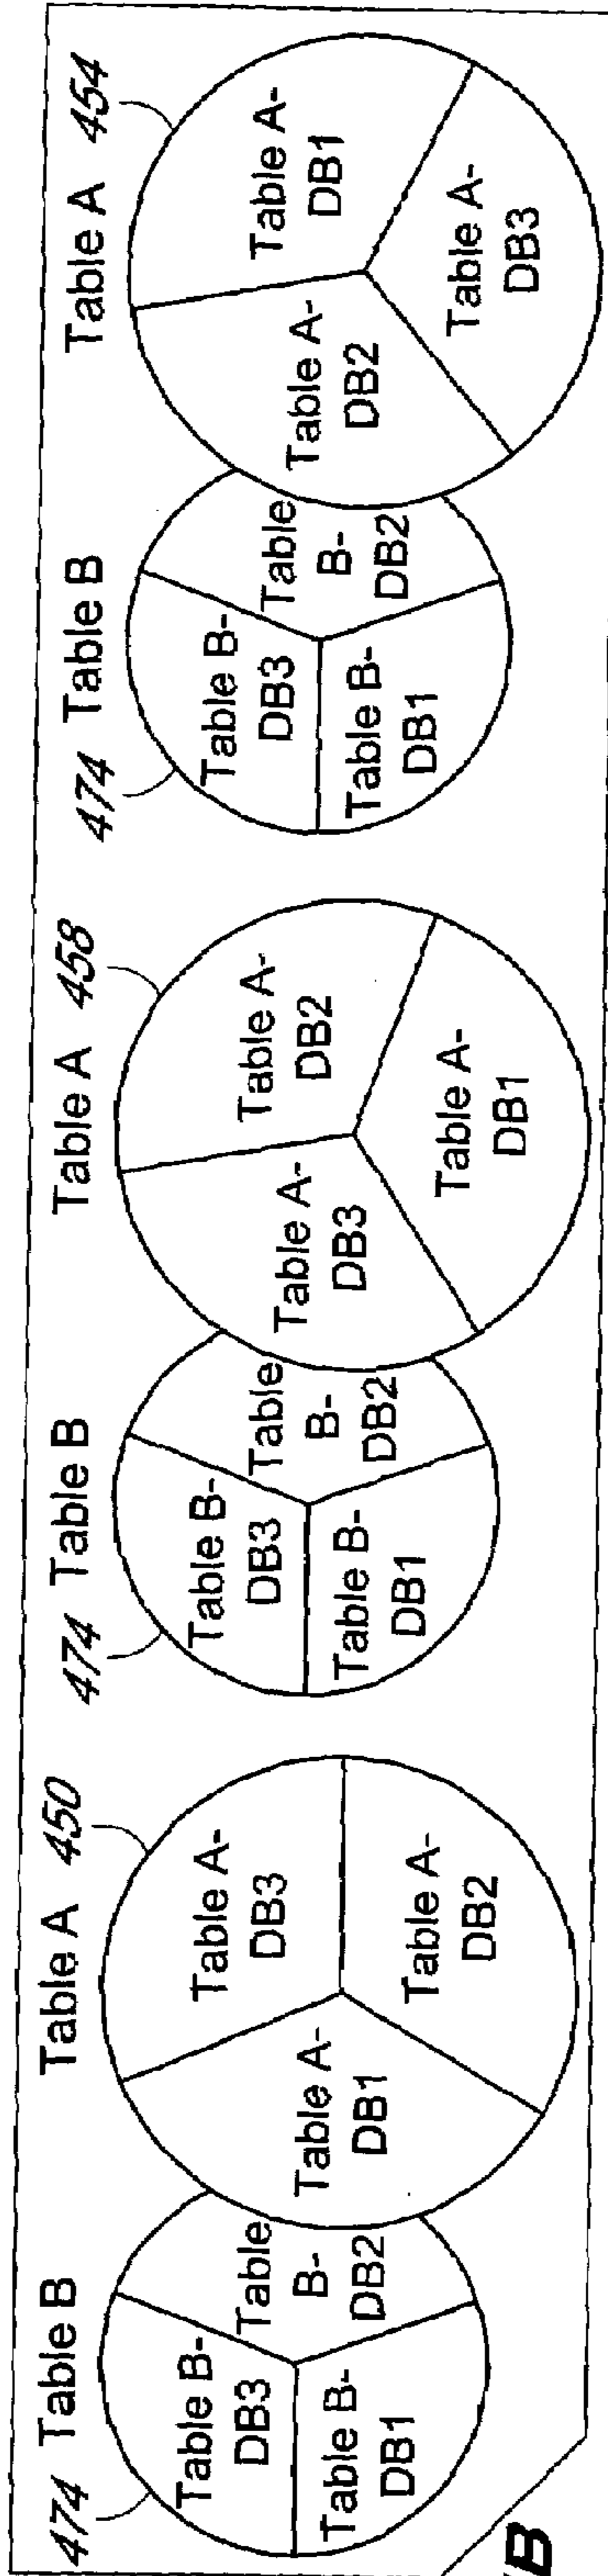 474
Table B
Table B-
DB3
Table
B-
DB2
Table B-
DB1
Table A
450
Table A-
DB3
Table A-
DB1
Table A-
DB2
474
Table B
Table B-
DB3
Table
B-
DB2
Table B-
DB1
Table A
458
Table A-
DB2
Table A-
DB3
Table A-
DB1
474
Table B
Table B-
DB3
Table
B-
DB2
Table B-
DB1
Table A
454
Table A-
DB1
Table A-
DB2
Table A-
DB3
B